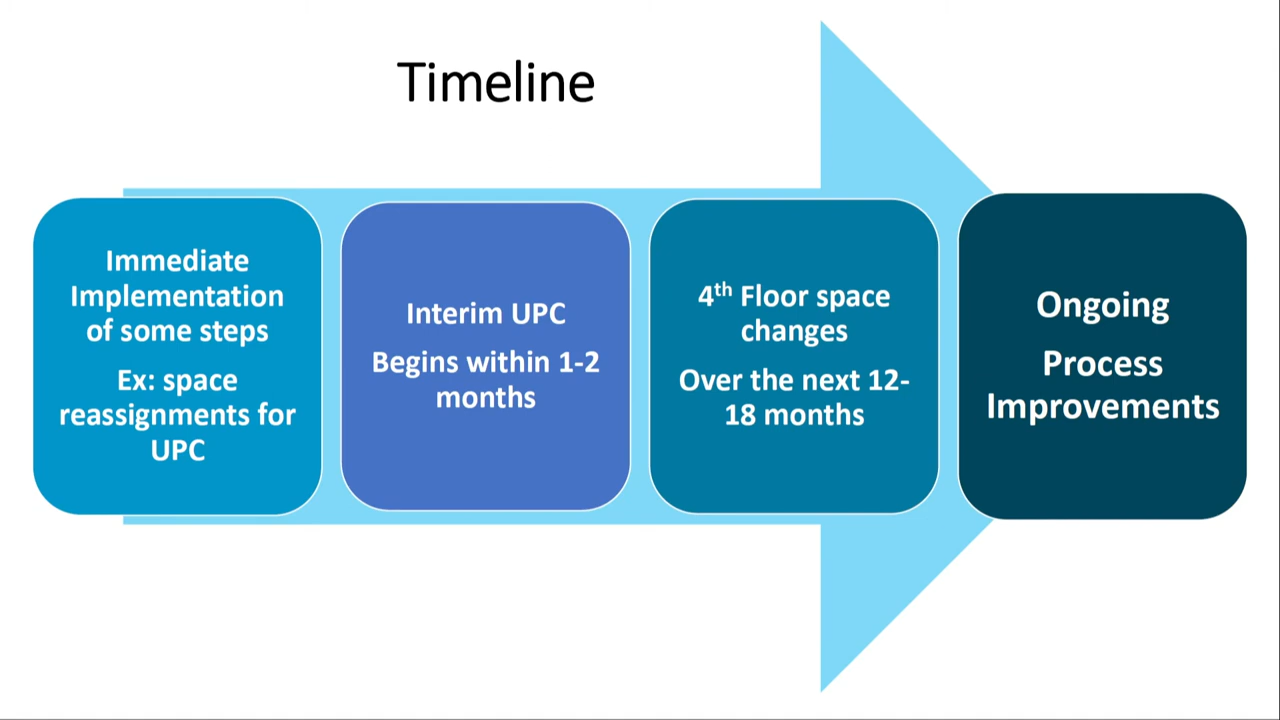 Timeline
Immediate
Implementation
of some steps
Ex: space
reassignments for
UPC
Interim UPC
Begins within 1-2
months
4th Floor space
changes
Over the next 12-
18 months
Ongoing
Process
Improvements